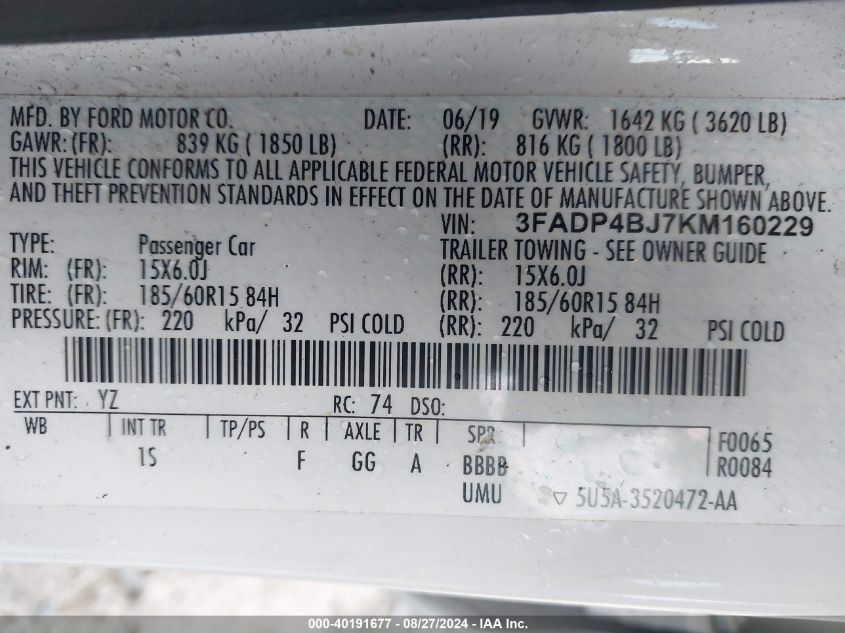 MFD. BY FORD MOTOR CO. DATE: 06/19 GVWR: 1642 KG ( 3620 LB)
GAWR: (FR): 839 KG ( 1850 LB) (RR): 816 KG ( 1800 LB)
THIS VEHICLE CONFORMS TO ALL APPLICABLE FEDERAL MOTOR VEHICLE SAFETY, BUMPER,
AND THEFT PREVENTION STANDARDS IN EFFECT ON THE DATE OF MANUFACTURE SHOWN ABOVE.
VIN: 3FADP4BJ7KM160229
TYPE: Passenger Car TRAILER TOWING - SEE OWNER GUIDE
RIM: (FR): 15X6.0J (RR): 15X6.0J
TIRE: (FR): 185/60R15 84H (RR): 185/60R15 84H
PRESSURE: (FR): 220 kPa/ 32 PSI COLD (RR): 220 kPa/ 32 PSI COLD
EXT PNT: YZ RC: 74 DSO:
WB INT TR TP/PS R AXLE TR SPR F0065
1S F GG A BBBB R0084
UMU ▽ 5U5A-3520472-AA
000-40191677 - 08/27/2024 - IAA Inc.